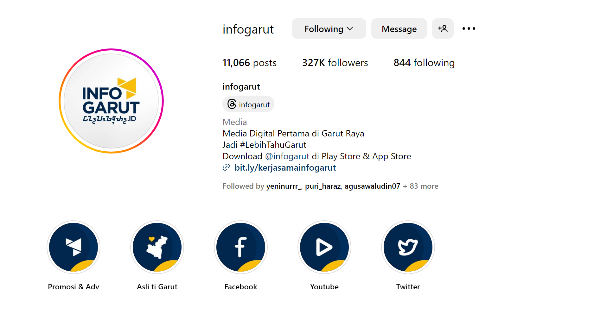 infogarut
Following
Message
11,066 posts
327K followers
844 following
INFO
GARUT
.ID
infogarut
infogarut
Media
Media Digital Pertama di Garut Raya
Jadi #LebihTahuGarut
Download @infogarut di Play Store & App Store
bit.ly/kerjasamainfogarut
Followed by yeninurrr_, puri_haraz, agusawaludin07 + 83 more
Promosi & Adv
Asli ti Garut
Facebook
Youtube
Twitter